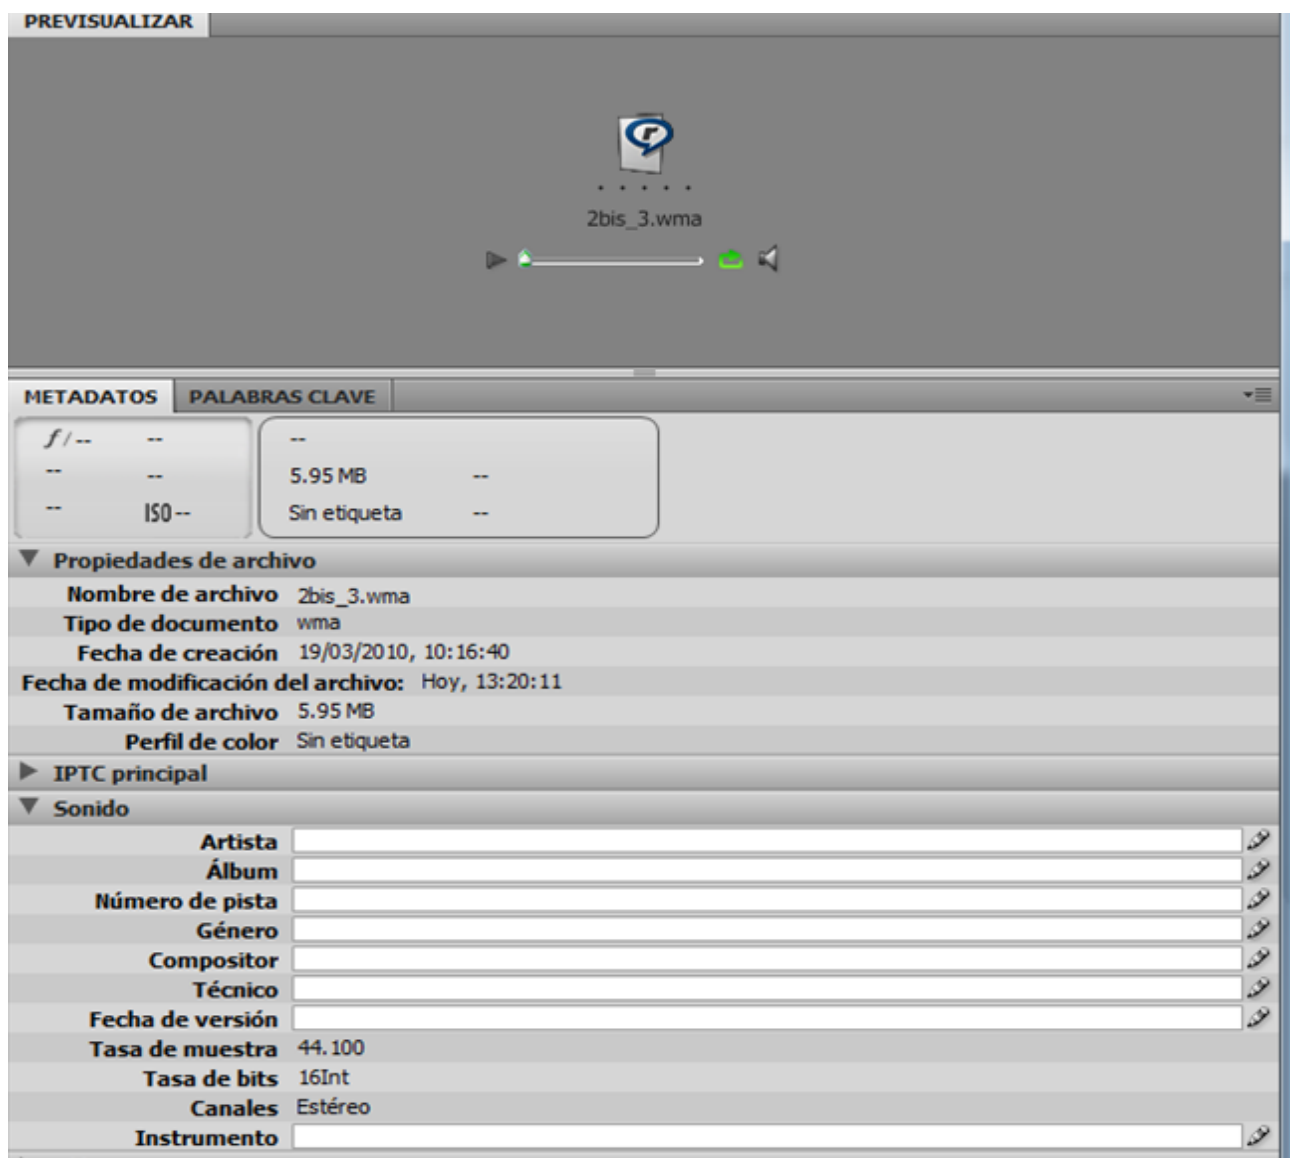 PREVISUALIZAR
2bis_3.wma
METADATOS PALABRAS CLAVE
f/-- -- --
-- -- 5.95 MB --
-- ISO -- Sin etiqueta --
Propiedades de archivo
Nombre de archivo 2bis_3.wma
Tipo de documento wma
Fecha de creación 19/03/2010, 10:16:40
Fecha de modificación del archivo: Hoy, 13:20:11
Tamaño de archivo 5.95 MB
Perfil de color Sin etiqueta
IPTC principal
Sonido
Artista
Álbum
Número de pista
Género
Compositor
Técnico
Fecha de versión
Tasa de muestra 44.100
Tasa de bits 16Int
Canales Estéreo
Instrumento